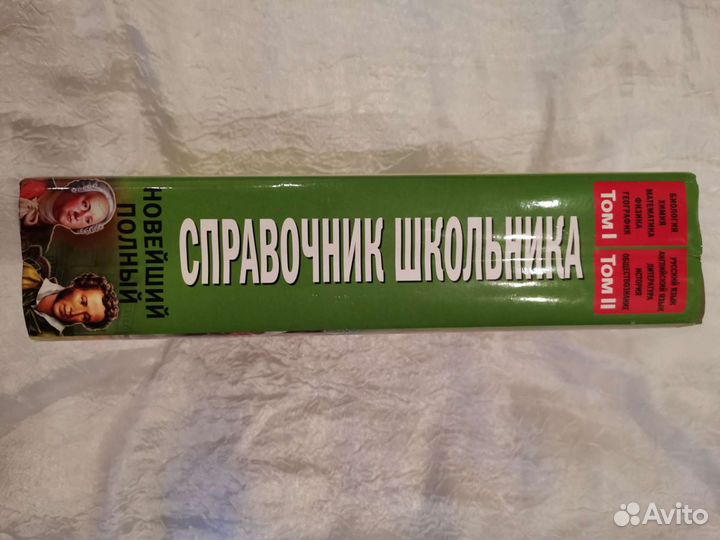 НОВЕЙШИЙ
ПОЛНЫЙ
СПРАВОЧНИК ШКОЛЬНИКА
БИОЛОГИЯ
ХИМИЯ
МАТЕМАТИКА
ФИЗИКА
ГЕОГРАФИЯ
ТОМ I
РУССКИЙ ЯЗЫК
АНГЛИЙСКИЙ ЯЗЫК
ЛИТЕРАТУРА
ИСТОРИЯ
ОБЩЕСТВОЗНАНИЕ
ТОМ II
Avito